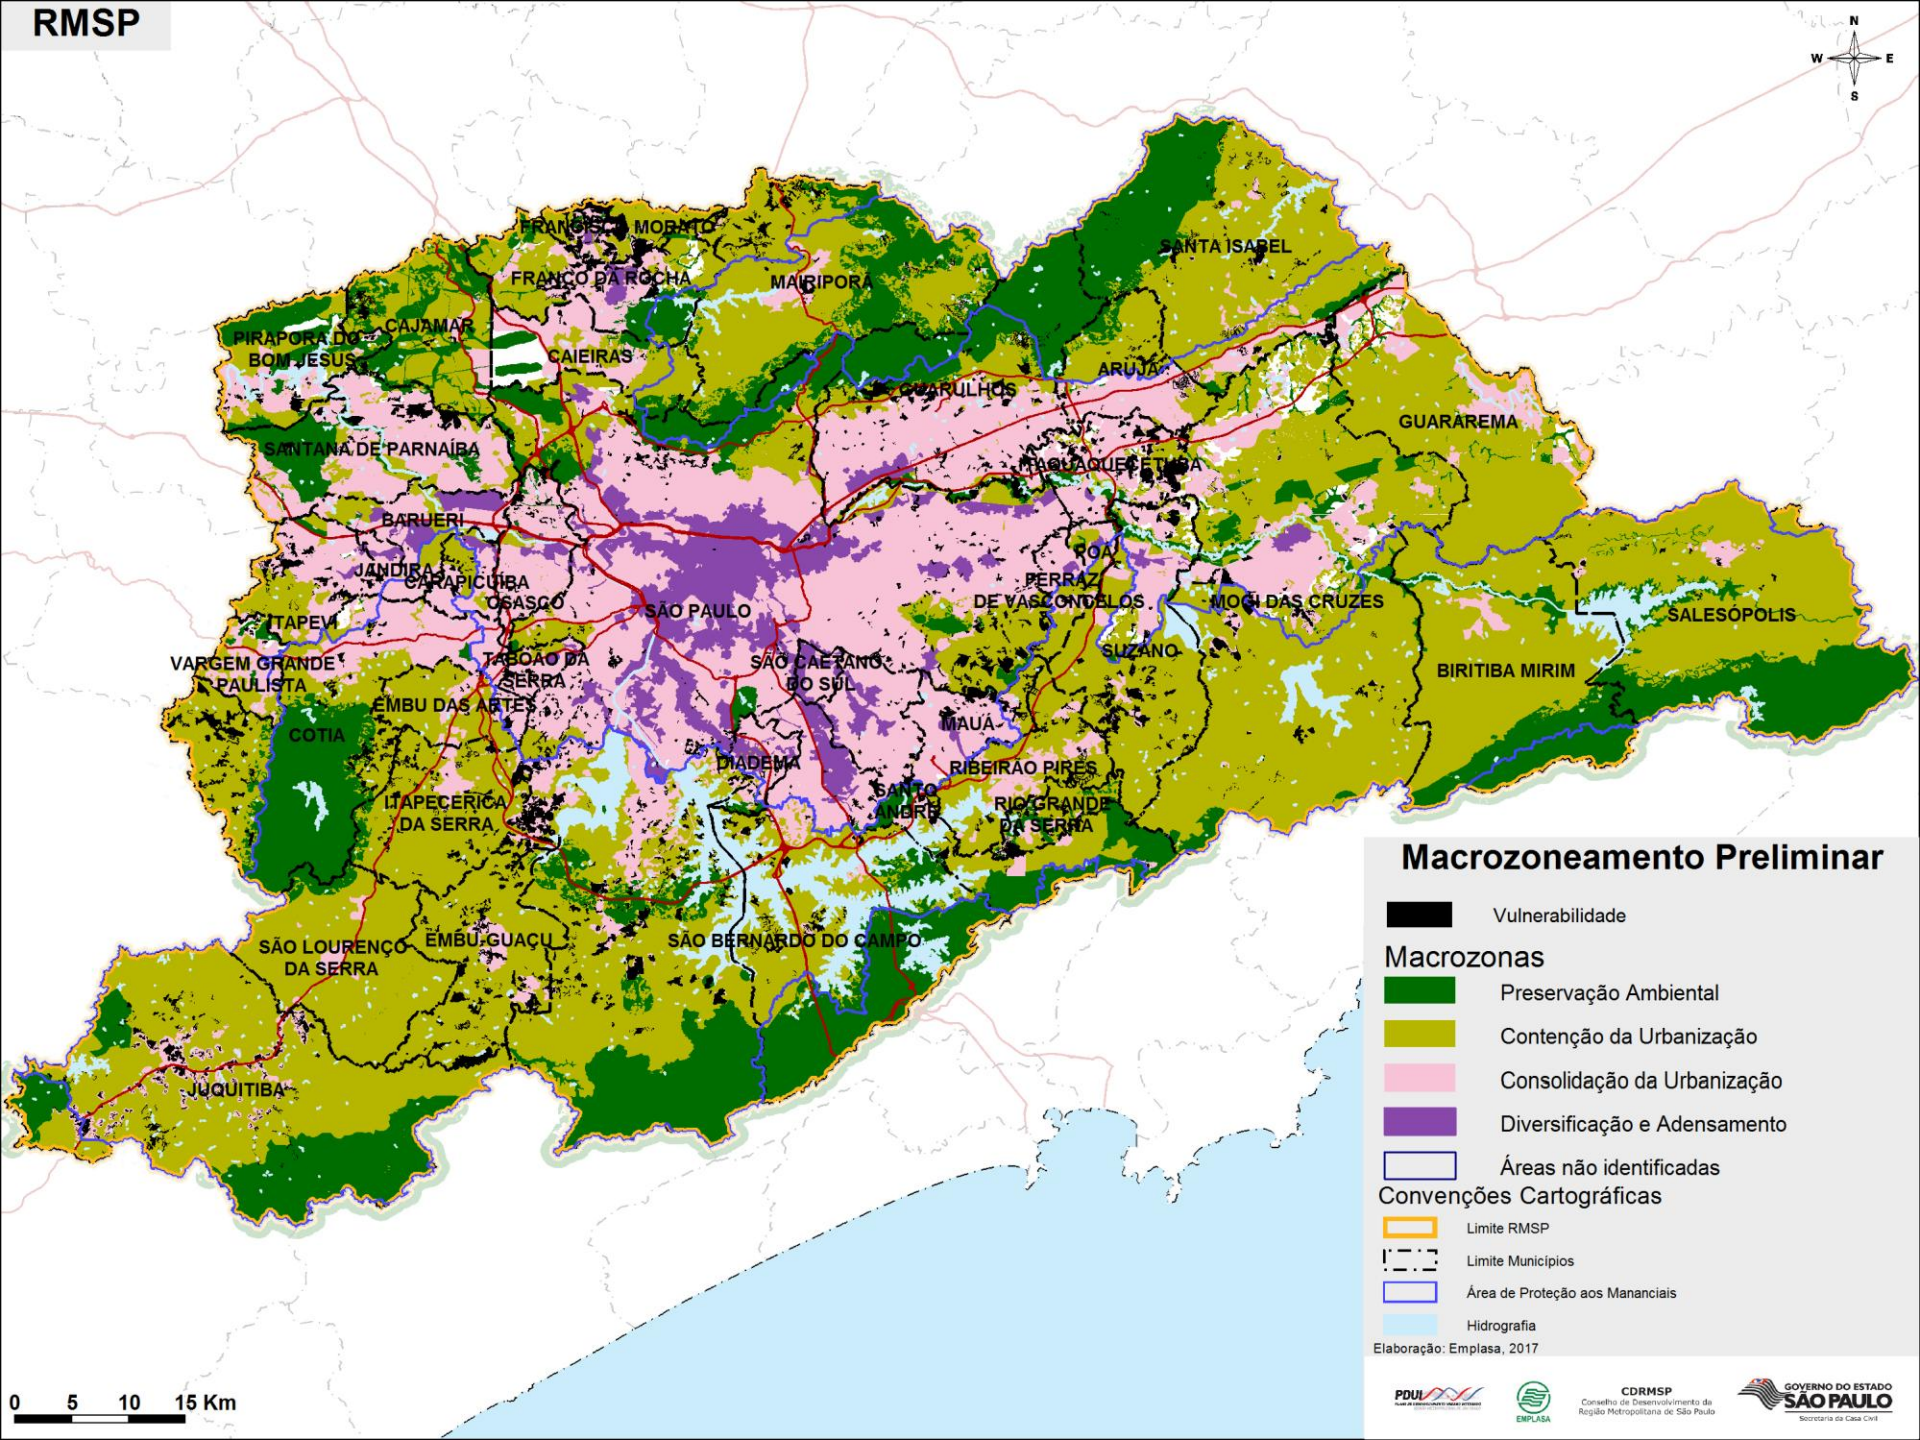 RMSP
N
W E
S
FRANCISCO MORATO
FRANCO DA ROCHA
MAIRIPORÃ
SANTA ISABEL
PIRAPORA DO
BOM JESUS
CAJAMAR
CAIEIRAS
GUARULHOS
ARUJÁ
GUARAREMA
SANTANA DE PARNAÍBA
ITAQUAQUECETUBA
BARUERI
JANDIRA
CARAPICUÍBA
OSASCO
SÃO PAULO
POÁ
FERRAZ
DE VASCONCELOS
MOGI DAS CRUZES
SALESÓPOLIS
ITAPEVI
VARGEM GRANDE
PAULISTA
TABOÃO DA
SERRA
SÃO CAETANO
DO SUL
SUZANO
BIRITIBA MIRIM
EMBU DAS ARTES
COTIA
MAUÁ
DIADEMA
RIBEIRÃO PIRES
ITAPECERICA
DA SERRA
SANTO
ANDRÉ
RIO GRANDE
DA SERRA
SÃO LOURENÇO
DA SERRA
EMBU-GUAÇU
SÃO BERNARDO DO CAMPO
JUQUITIBA
Macrozoneamento Preliminar
Vulnerabilidade
Macrozonas
Preservação Ambiental
Contenção da Urbanização
Consolidação da Urbanização
Diversificação e Adensamento
Áreas não identificadas
Convenções Cartográficas
Limite RMSP
Limite Municípios
Área de Proteção aos Mananciais
Hidrografia
Elaboração: Emplasa, 2017
0 5 10 15 Km
PDUI
EMPLASA
CDRMSP
Conselho de Desenvolvimento da
Região Metropolitana de São Paulo
GOVERNO DO ESTADO
SÃO PAULO
Secretaria da Casa Civil